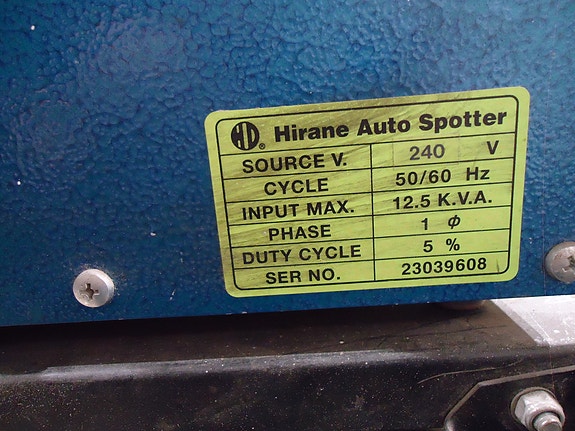 HD® Hirane Auto Spotter
SOURCE V. 240 V
CYCLE 50/60 Hz
INPUT MAX. 12.5 K.V.A.
PHASE 1 ϕ
DUTY CYCLE 5 %
SER NO. 23039608